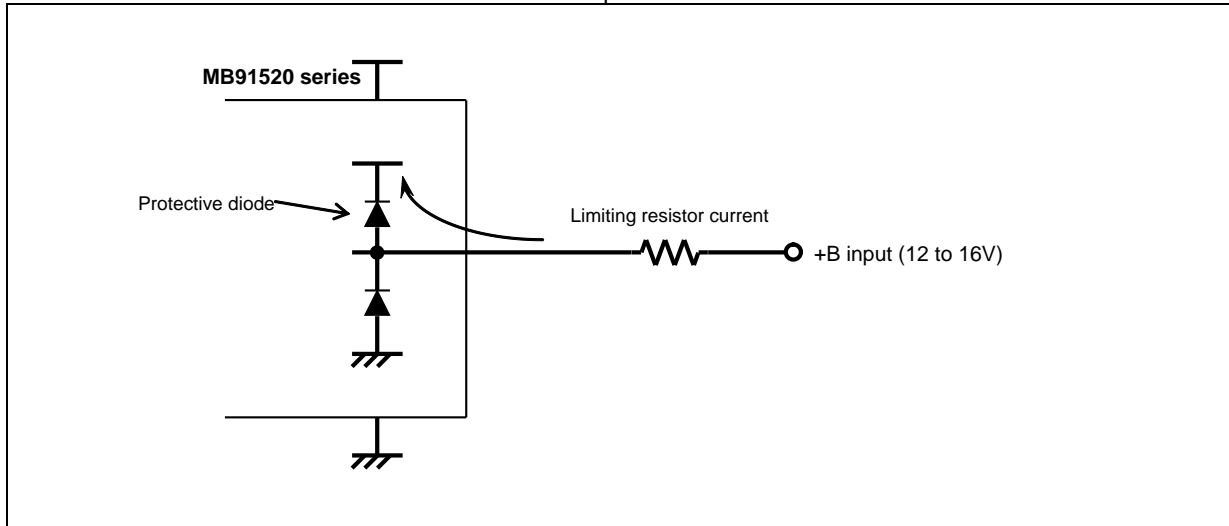 MB91520 series
Protective diode
Limiting resistor current
+B input (12 to 16V)